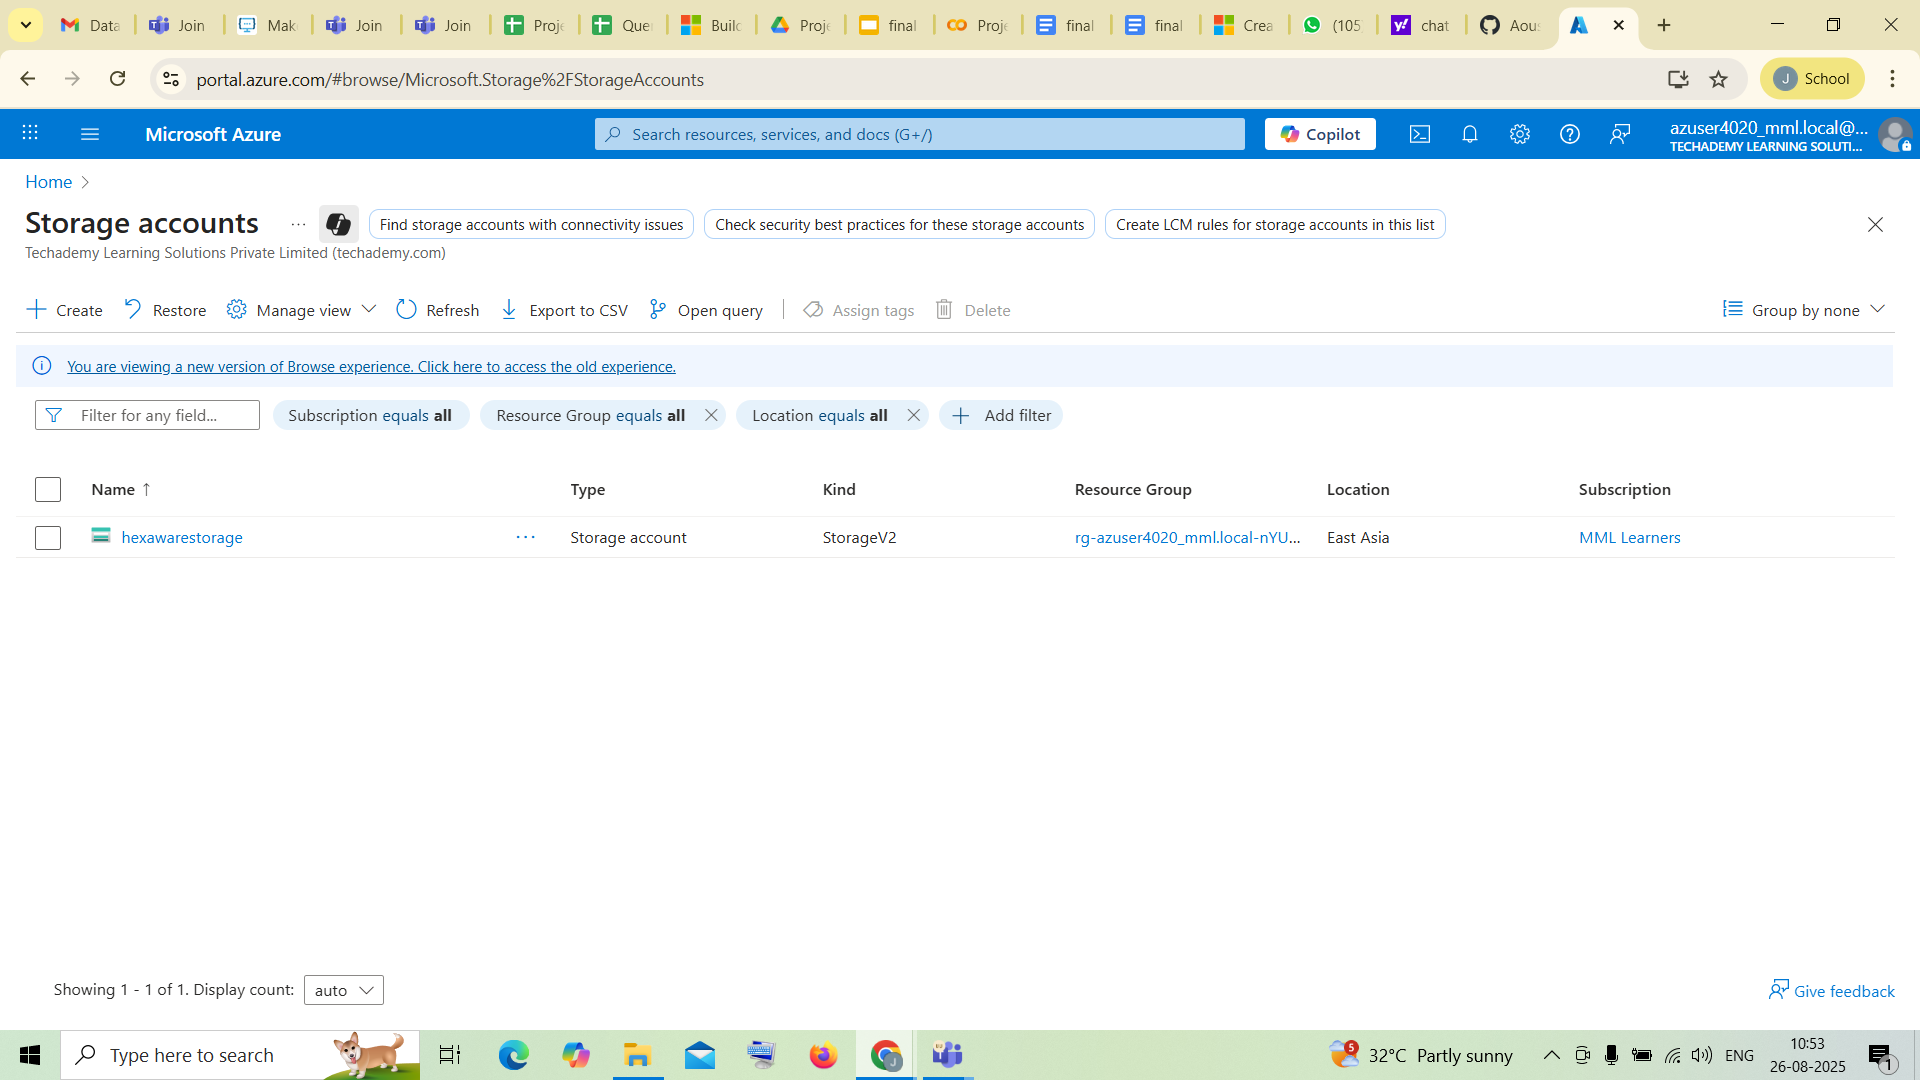 Data
Join
Mak
Join
Join
Proje
Quer
Build
Proje
final
Proje
final
final
Crea
(105)
chat
Aous
portal.azure.com/#browse/Microsoft.Storage%2FStorageAccounts
J School
Microsoft Azure
Search resources, services, and docs (G+/)
Copilot
azuser4020_mml.local@...
TECHADEMY LEARNING SOLUTI...
Home
Storage accounts
...
Find storage accounts with connectivity issues
Check security best practices for these storage accounts
Create LCM rules for storage accounts in this list
Techademy Learning Solutions Private Limited (techademy.com)
Create
Restore
Manage view
Refresh
Export to CSV
Open query
Assign tags
Delete
Group by none
You are viewing a new version of Browse experience. Click here to access the old experience.
Filter for any field...
Subscription equals all
Resource Group equals all
Location equals all
Add filter
Name ↑ Type Kind Resource Group Location Subscription
hexawarestorage ... Storage account StorageV2 rg-azuser4020_mml.local-nYU... East Asia MML Learners
Showing 1 - 1 of 1. Display count: auto
Give feedback
Type here to search
5
32°C Partly sunny
ENG
10:53
26-08-2025
1